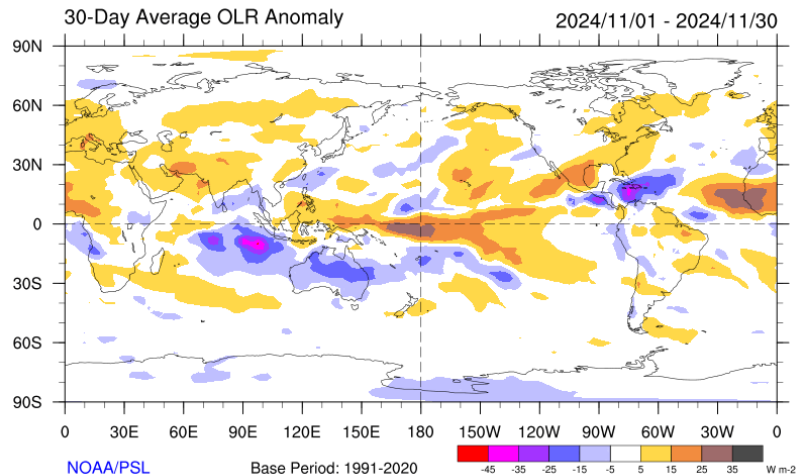 30-Day Average OLR Anomaly 2024/11/01 - 2024/11/30
90N
60N
30N
0
30S
60S
90S
0 30E 60E 90E 120E 150E 180 150W 120W 90W 60W 30W 0
-45 -35 -25 -15 -5 5 15 25 35 W m-2
NOAA/PSL Base Period: 1991-2020